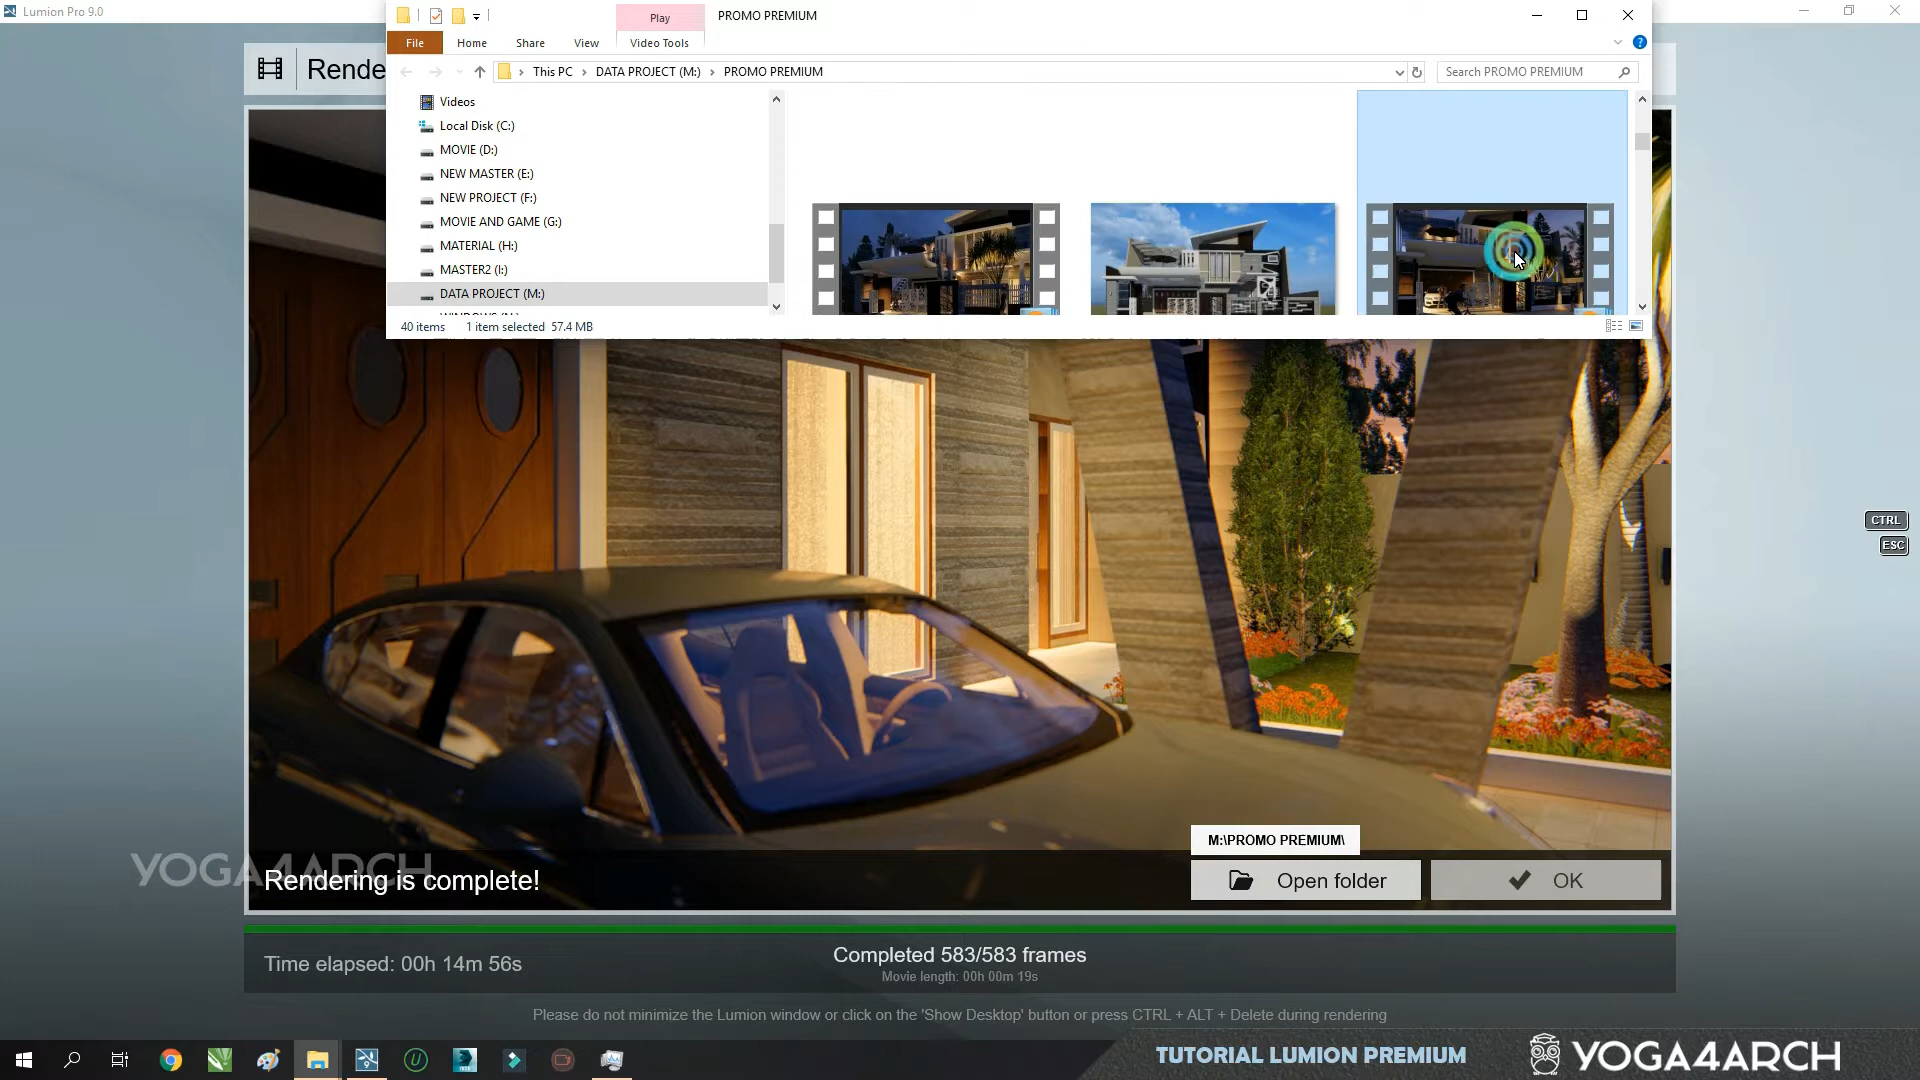 Lumion Pro 9.0
Play
PROMO PREMIUM
File
Home
Share
View
Video Tools
This PC
DATA PROJECT (M:)
PROMO PREMIUM
Search PROMO PREMIUM
Rende
Videos
Local Disk (C:)
MOVIE (D:)
NEW MASTER (E:)
NEW PROJECT (F:)
MOVIE AND GAME (G:)
MATERIAL (H:)
MASTER2 (I:)
DATA PROJECT (M:)
40 items
1 item selected 57.4 MB
CTRL
ESC
M:\PROMO PREMIUM\
YOGA4ARCH
Rendering is complete!
Open folder
OK
Time elapsed: 00h 14m 56s
Completed 583/583 frames
Movie length: 00h 00m 19s
Please do not minimize the Lumion window or click on the 'Show Desktop' button or press CTRL + ALT + Delete during rendering
TUTORIAL LUMION PREMIUM
YOGA4ARCH